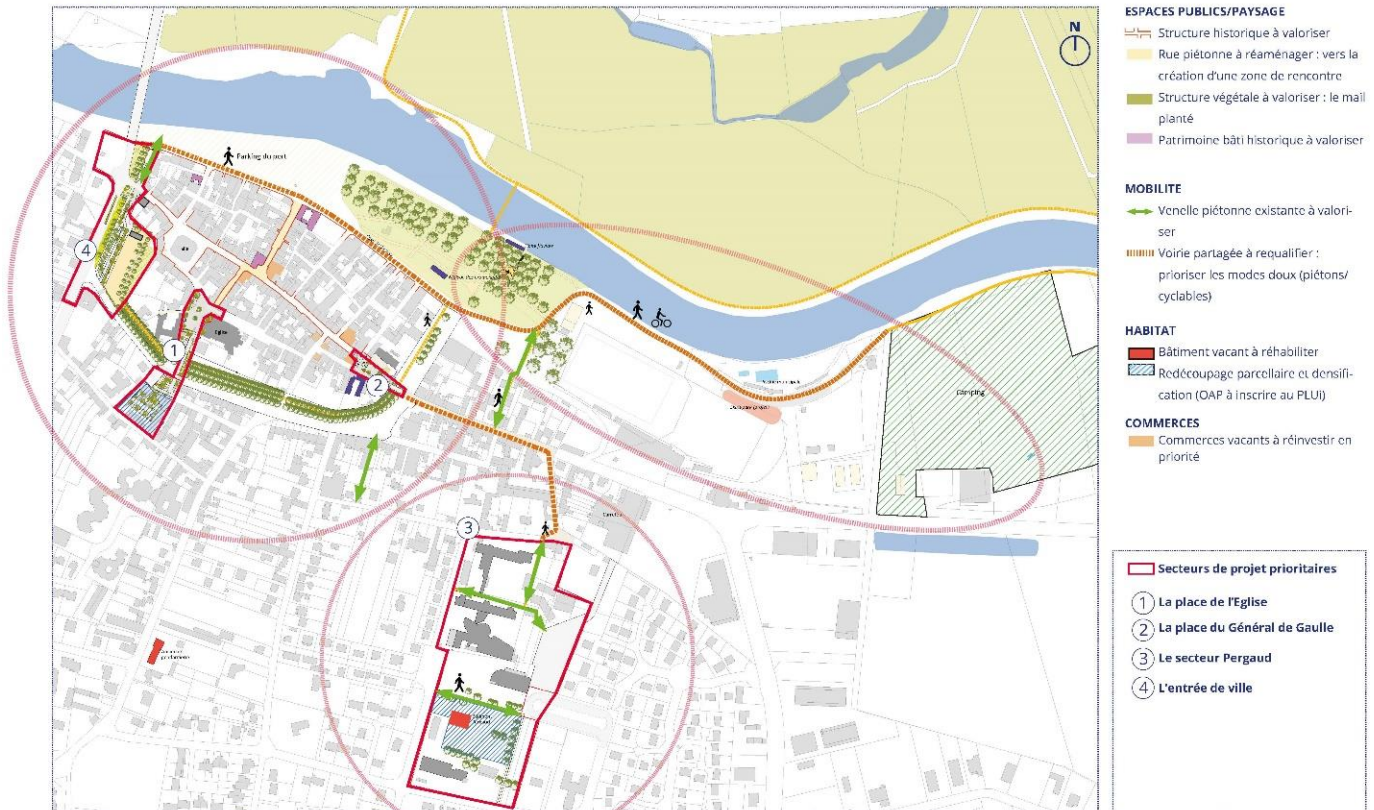 ESPACES PUBLICS/PAYSAGE
Structure historique à valoriser
Rue piétonne à réaménager : vers la
création d'une zone de rencontre
Structure végétale à valoriser : le mail
planté
Patrimoine bâti historique à valoriser
MOBILITE
Venelle piétonne existante à valori-
ser
Voirie partagée à requalifier :
prioriser les modes doux (piétons/
cyclables)
HABITAT
Bâtiment vacant à réhabiliter
Redécoupage parcellaire et densifi-
cation (OAP à inscrire au PLUi)
COMMERCES
Commerces vacants à réinvestir en
priorité
Secteurs de projet prioritaires
1 La place de l'Eglise
2 La place du Général de Gaulle
3 Le secteur Pergaud
4 L'entrée de ville
N
Parking du pont
4
1
Eglise
2
3
Camping